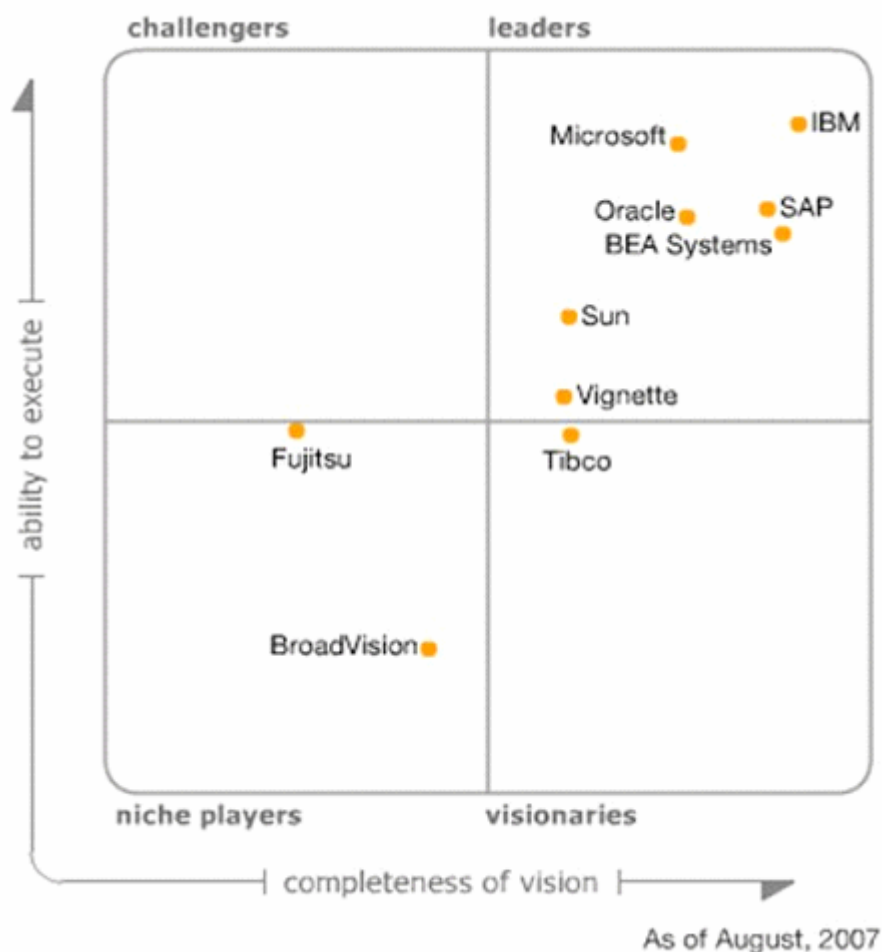 challengers
leaders
Microsoft
IBM
Oracle
SAP
BEA Systems
Sun
Vignette
ability to execute
Fujitsu
Tibco
BroadVision
niche players
visionaries
completeness of vision
As of August, 2007